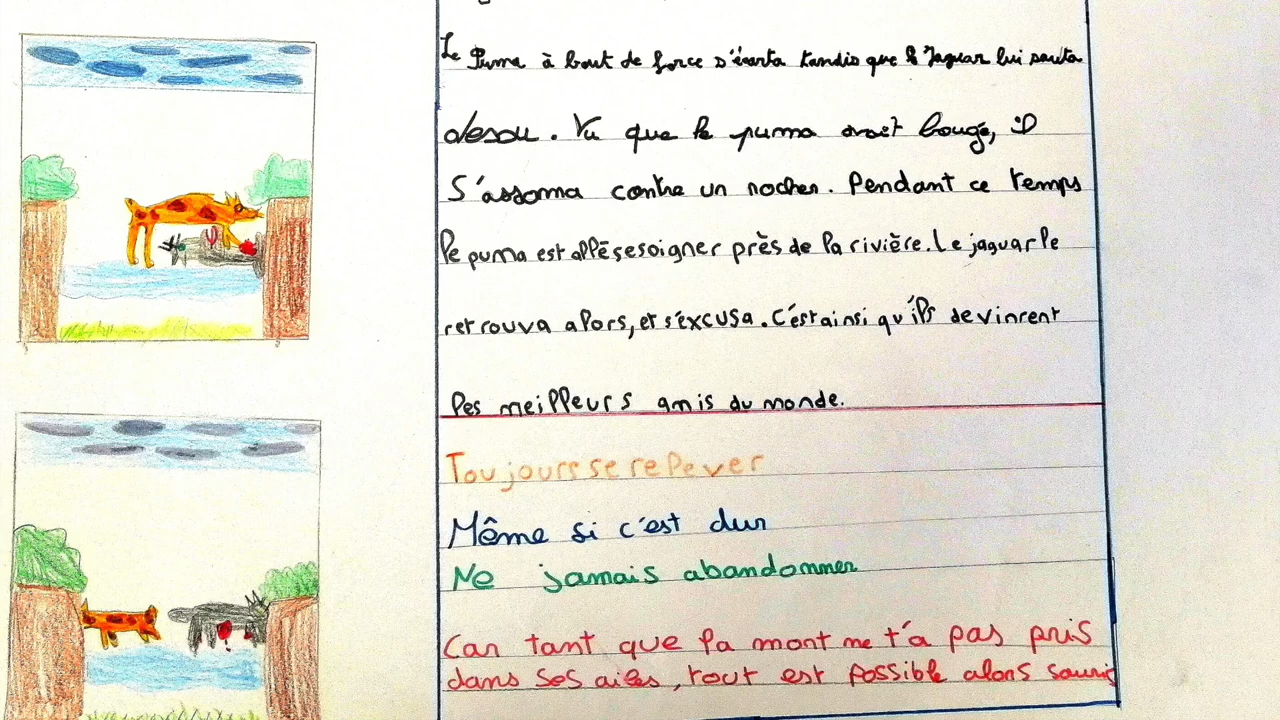 Le Puma à bout de force s'écarta tandis que le Jaguar lui sauta
desou. Vu que le puma avait bougé, il
s'assoma contre un rocher. Pendant ce temps
le puma est allé se soigner près de la rivière. Le jaguar le
retrouva alors, et s'éxcusa. C'est ainsi qu'ils devinrent
les meilleurs amis du monde.
Toujours se relever
Même si c'est dur
Ne jamais abandonner
Car tant que la mort ne t'a pas pris
dans ses ailes, tout est possible alors souris